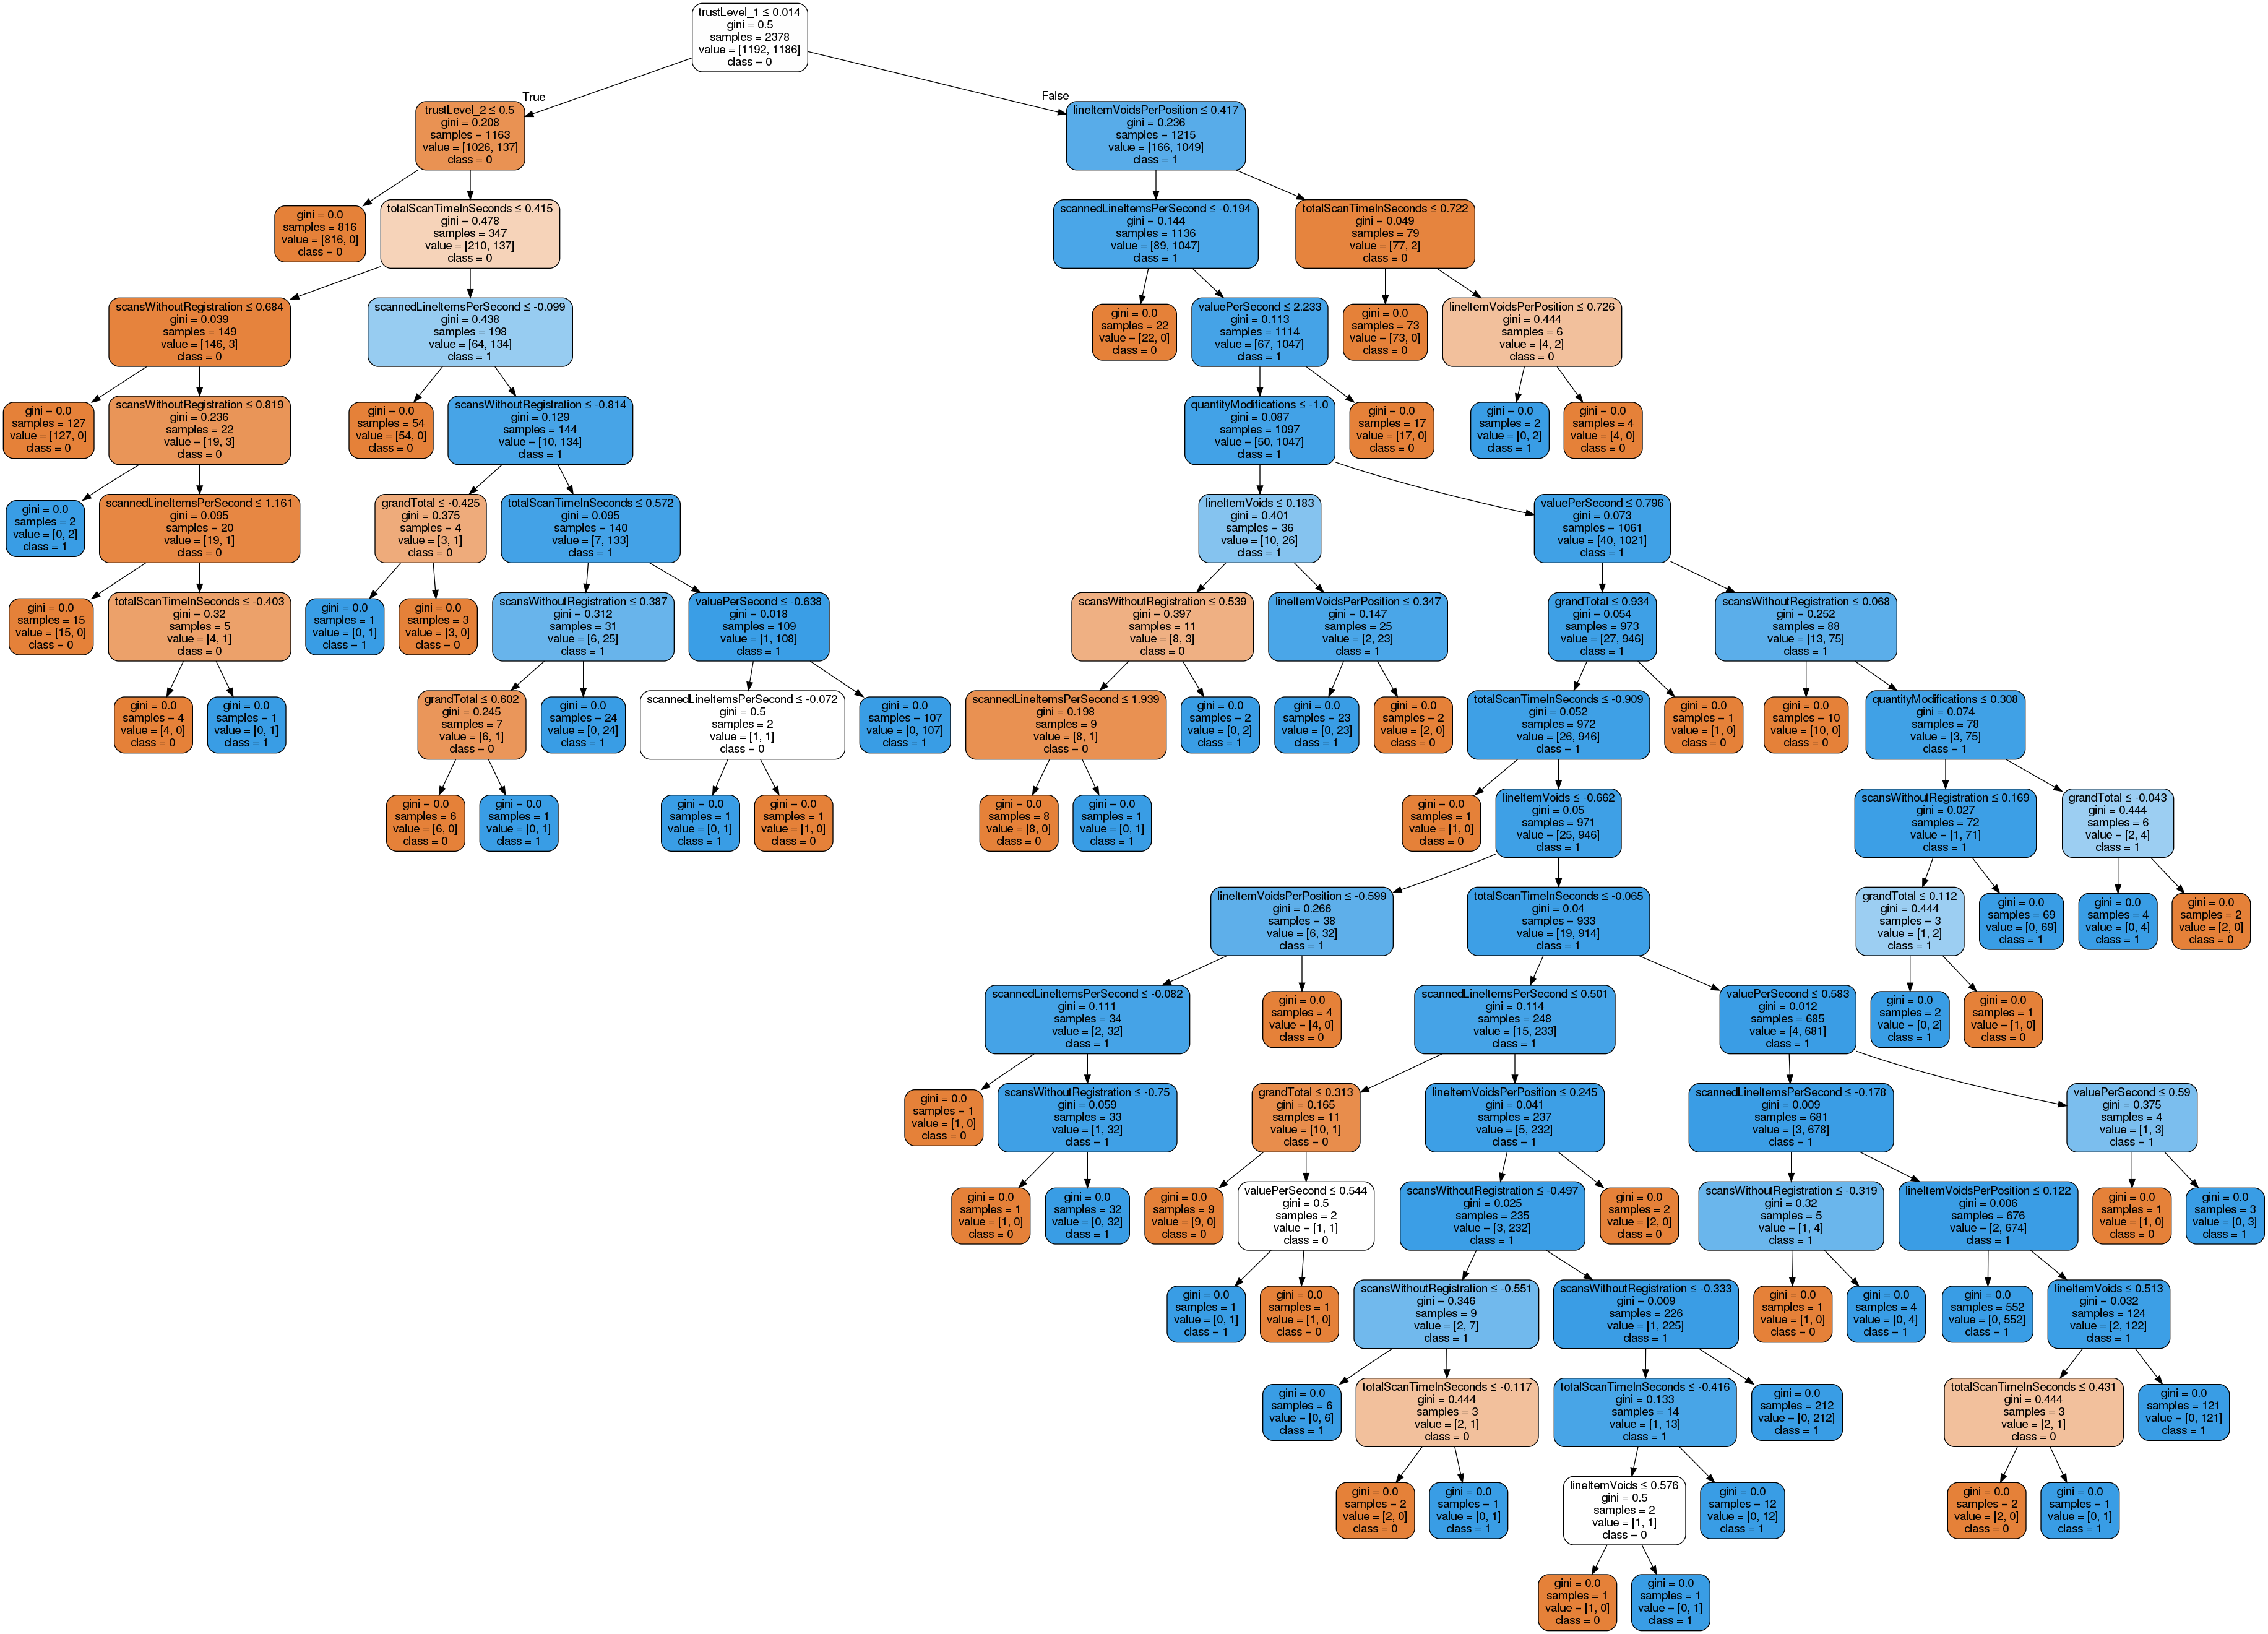 trustLevel_1 ≤ 0.014
gini = 0.5
samples = 2378
value = [1192, 1186]
class = 0
True
False
trustLevel_2 ≤ 0.5
gini = 0.208
samples = 1163
value = [1026, 137]
class = 0
lineItemVoidsPerPosition ≤ 0.417
gini = 0.236
samples = 1215
value = [166, 1049]
class = 1
gini = 0.0
samples = 816
value = [816, 0]
class = 0
totalScanTimeInSeconds ≤ 0.415
gini = 0.478
samples = 347
value = [210, 137]
class = 0
scannedLineItemsPerSecond ≤ -0.194
gini = 0.144
samples = 1136
value = [89, 1047]
class = 1
totalScanTimeInSeconds ≤ 0.722
gini = 0.049
samples = 79
value = [77, 2]
class = 0
scansWithoutRegistration ≤ 0.684
gini = 0.039
samples = 149
value = [146, 3]
class = 0
scannedLineItemsPerSecond ≤ -0.099
gini = 0.438
samples = 198
value = [64, 134]
class = 1
gini = 0.0
samples = 22
value = [22, 0]
class = 0
valuePerSecond ≤ 2.233
gini = 0.113
samples = 1114
value = [67, 1047]
class = 1
gini = 0.0
samples = 73
value = [73, 0]
class = 0
lineItemVoidsPerPosition ≤ 0.726
gini = 0.444
samples = 6
value = [4, 2]
class = 0
gini = 0.0
samples = 127
value = [127, 0]
class = 0
scansWithoutRegistration ≤ 0.819
gini = 0.236
samples = 22
value = [19, 3]
class = 0
gini = 0.0
samples = 54
value = [54, 0]
class = 0
scansWithoutRegistration ≤ -0.814
gini = 0.129
samples = 144
value = [10, 134]
class = 1
quantityModifications ≤ -1.0
gini = 0.087
samples = 1097
value = [50, 1047]
class = 1
gini = 0.0
samples = 17
value = [17, 0]
class = 0
gini = 0.0
samples = 2
value = [0, 2]
class = 1
gini = 0.0
samples = 4
value = [4, 0]
class = 0
gini = 0.0
samples = 2
value = [0, 2]
class = 1
scannedLineItemsPerSecond ≤ 1.161
gini = 0.095
samples = 20
value = [19, 1]
class = 0
grandTotal ≤ -0.425
gini = 0.375
samples = 4
value = [3, 1]
class = 0
totalScanTimeInSeconds ≤ 0.572
gini = 0.095
samples = 140
value = [7, 133]
class = 1
lineItemVoids ≤ 0.183
gini = 0.401
samples = 36
value = [10, 26]
class = 1
valuePerSecond ≤ 0.796
gini = 0.073
samples = 1061
value = [40, 1021]
class = 1
gini = 0.0
samples = 15
value = [15, 0]
class = 0
totalScanTimeInSeconds ≤ -0.403
gini = 0.32
samples = 5
value = [4, 1]
class = 0
gini = 0.0
samples = 1
value = [0, 1]
class = 1
gini = 0.0
samples = 3
value = [3, 0]
class = 0
scansWithoutRegistration ≤ 0.387
gini = 0.312
samples = 31
value = [6, 25]
class = 1
valuePerSecond ≤ -0.638
gini = 0.018
samples = 109
value = [1, 108]
class = 1
scansWithoutRegistration ≤ 0.539
gini = 0.397
samples = 11
value = [8, 3]
class = 0
lineItemVoidsPerPosition ≤ 0.347
gini = 0.147
samples = 25
value = [2, 23]
class = 1
grandTotal ≤ 0.934
gini = 0.054
samples = 973
value = [27, 946]
class = 1
scansWithoutRegistration ≤ 0.068
gini = 0.252
samples = 88
value = [13, 75]
class = 1
gini = 0.0
samples = 4
value = [4, 0]
class = 0
gini = 0.0
samples = 1
value = [0, 1]
class = 1
grandTotal ≤ 0.602
gini = 0.245
samples = 7
value = [6, 1]
class = 0
gini = 0.0
samples = 24
value = [0, 24]
class = 1
scannedLineItemsPerSecond ≤ -0.072
gini = 0.5
samples = 2
value = [1, 1]
class = 0
gini = 0.0
samples = 107
value = [0, 107]
class = 1
scannedLineItemsPerSecond ≤ 1.939
gini = 0.198
samples = 9
value = [8, 1]
class = 0
gini = 0.0
samples = 2
value = [0, 2]
class = 1
gini = 0.0
samples = 23
value = [0, 23]
class = 1
gini = 0.0
samples = 2
value = [2, 0]
class = 0
totalScanTimeInSeconds ≤ -0.909
gini = 0.052
samples = 972
value = [26, 946]
class = 1
gini = 0.0
samples = 1
value = [1, 0]
class = 0
gini = 0.0
samples = 10
value = [10, 0]
class = 0
quantityModifications ≤ 0.308
gini = 0.074
samples = 78
value = [3, 75]
class = 1
gini = 0.0
samples = 6
value = [6, 0]
class = 0
gini = 0.0
samples = 1
value = [0, 1]
class = 1
gini = 0.0
samples = 1
value = [0, 1]
class = 1
gini = 0.0
samples = 1
value = [1, 0]
class = 0
gini = 0.0
samples = 8
value = [8, 0]
class = 0
gini = 0.0
samples = 1
value = [0, 1]
class = 1
gini = 0.0
samples = 1
value = [1, 0]
class = 0
lineItemVoids ≤ -0.662
gini = 0.05
samples = 971
value = [25, 946]
class = 1
scansWithoutRegistration ≤ 0.169
gini = 0.027
samples = 72
value = [1, 71]
class = 1
grandTotal ≤ -0.043
gini = 0.444
samples = 6
value = [2, 4]
class = 1
lineItemVoidsPerPosition ≤ -0.599
gini = 0.266
samples = 38
value = [6, 32]
class = 1
totalScanTimeInSeconds ≤ -0.065
gini = 0.04
samples = 933
value = [19, 914]
class = 1
grandTotal ≤ 0.112
gini = 0.444
samples = 3
value = [1, 2]
class = 1
gini = 0.0
samples = 69
value = [0, 69]
class = 1
gini = 0.0
samples = 4
value = [0, 4]
class = 1
gini = 0.0
samples = 2
value = [2, 0]
class = 0
scannedLineItemsPerSecond ≤ -0.082
gini = 0.111
samples = 34
value = [2, 32]
class = 1
gini = 0.0
samples = 4
value = [4, 0]
class = 0
scannedLineItemsPerSecond ≤ 0.501
gini = 0.114
samples = 248
value = [15, 233]
class = 1
valuePerSecond ≤ 0.583
gini = 0.012
samples = 685
value = [4, 681]
class = 1
gini = 0.0
samples = 2
value = [0, 2]
class = 1
gini = 0.0
samples = 1
value = [1, 0]
class = 0
gini = 0.0
samples = 1
value = [1, 0]
class = 0
scansWithoutRegistration ≤ -0.75
gini = 0.059
samples = 33
value = [1, 32]
class = 1
grandTotal ≤ 0.313
gini = 0.165
samples = 11
value = [10, 1]
class = 0
lineItemVoidsPerPosition ≤ 0.245
gini = 0.041
samples = 237
value = [5, 232]
class = 1
scannedLineItemsPerSecond ≤ -0.178
gini = 0.009
samples = 681
value = [3, 678]
class = 1
valuePerSecond ≤ 0.59
gini = 0.375
samples = 4
value = [1, 3]
class = 1
gini = 0.0
samples = 1
value = [1, 0]
class = 0
gini = 0.0
samples = 32
value = [0, 32]
class = 1
gini = 0.0
samples = 9
value = [9, 0]
class = 0
valuePerSecond ≤ 0.544
gini = 0.5
samples = 2
value = [1, 1]
class = 0
scansWithoutRegistration ≤ -0.497
gini = 0.025
samples = 235
value = [3, 232]
class = 1
gini = 0.0
samples = 2
value = [2, 0]
class = 0
scansWithoutRegistration ≤ -0.319
gini = 0.32
samples = 5
value = [1, 4]
class = 1
lineItemVoidsPerPosition ≤ 0.122
gini = 0.006
samples = 676
value = [2, 674]
class = 1
gini = 0.0
samples = 1
value = [1, 0]
class = 0
gini = 0.0
samples = 3
value = [0, 3]
class = 1
gini = 0.0
samples = 1
value = [0, 1]
class = 1
gini = 0.0
samples = 1
value = [1, 0]
class = 0
scansWithoutRegistration ≤ -0.551
gini = 0.346
samples = 9
value = [2, 7]
class = 1
scansWithoutRegistration ≤ -0.333
gini = 0.009
samples = 226
value = [1, 225]
class = 1
gini = 0.0
samples = 1
value = [1, 0]
class = 0
gini = 0.0
samples = 4
value = [0, 4]
class = 1
gini = 0.0
samples = 552
value = [0, 552]
class = 1
lineItemVoids ≤ 0.513
gini = 0.032
samples = 124
value = [2, 122]
class = 1
gini = 0.0
samples = 6
value = [0, 6]
class = 1
totalScanTimeInSeconds ≤ -0.117
gini = 0.444
samples = 3
value = [2, 1]
class = 0
totalScanTimeInSeconds ≤ -0.416
gini = 0.133
samples = 14
value = [1, 13]
class = 1
gini = 0.0
samples = 212
value = [0, 212]
class = 1
totalScanTimeInSeconds ≤ 0.431
gini = 0.444
samples = 3
value = [2, 1]
class = 0
gini = 0.0
samples = 121
value = [0, 121]
class = 1
gini = 0.0
samples = 2
value = [2, 0]
class = 0
gini = 0.0
samples = 1
value = [0, 1]
class = 1
lineItemVoids ≤ 0.576
gini = 0.5
samples = 2
value = [1, 1]
class = 0
gini = 0.0
samples = 12
value = [0, 12]
class = 1
gini = 0.0
samples = 2
value = [2, 0]
class = 0
gini = 0.0
samples = 1
value = [0, 1]
class = 1
gini = 0.0
samples = 1
value = [1, 0]
class = 0
gini = 0.0
samples = 1
value = [0, 1]
class = 1